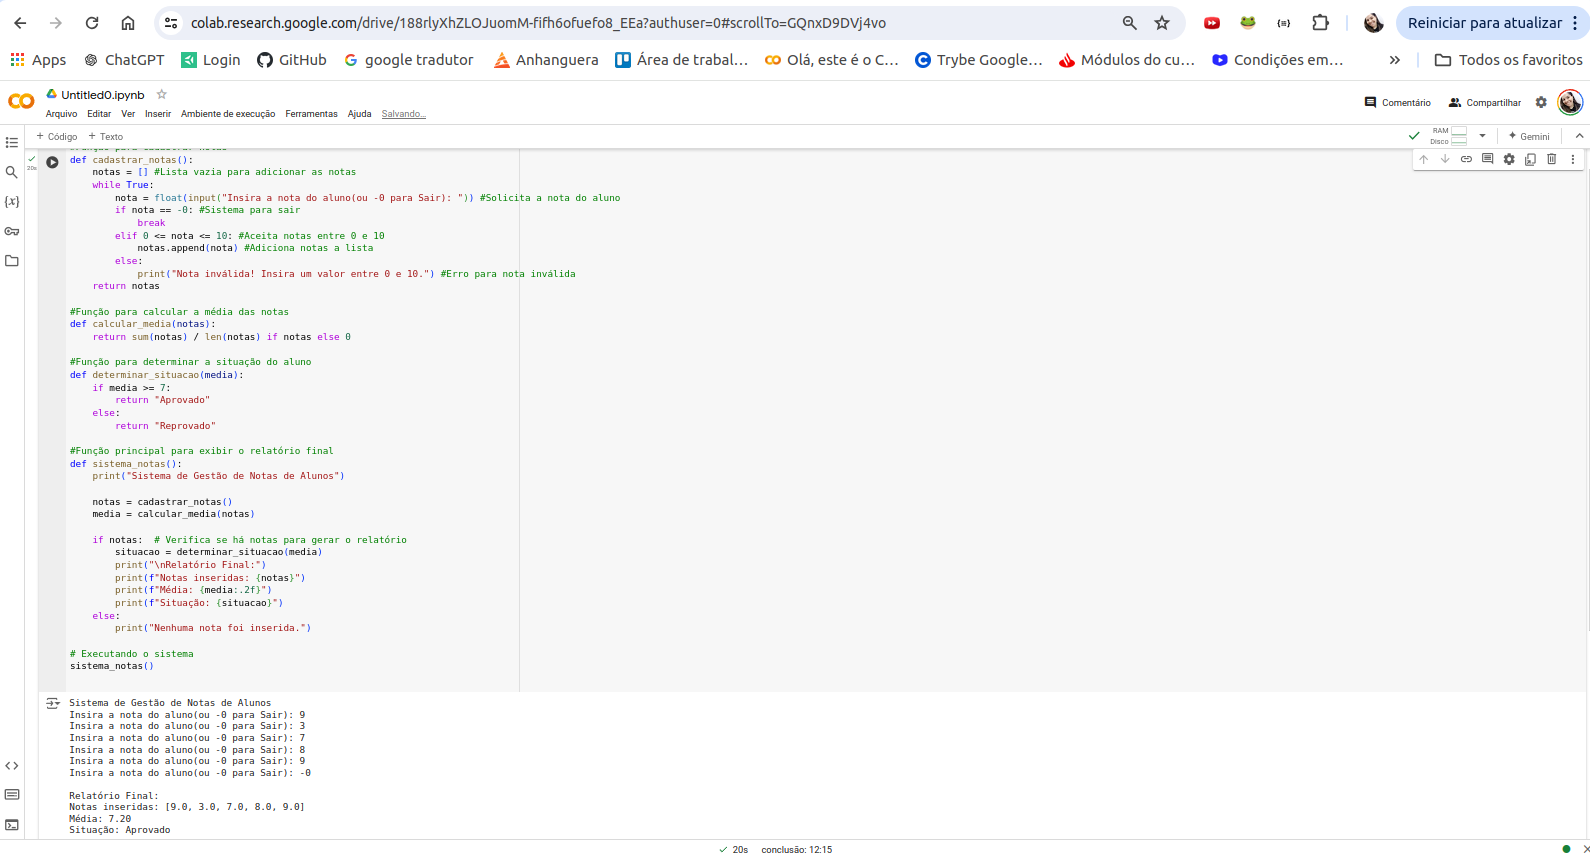 colab.research.google.com/drive/188rlyXhZLOJuomM-fifh6ofuefo8_EEa?authuser=0#scrollTo=GQnxD9DVj4vo
Reiniciar para atualizar
Apps
ChatGPT
Login
GitHub
google tradutor
Anhanguera
Área de trabal...
Olá, este é o C...
Trybe Google...
Módulos do cu...
Condições em...
»
Todos os favoritos
Untitled0.ipynb
Arquivo Editar Ver Inserir Ambiente de execução Ferramentas Ajuda Salvando...
Comentário
Compartilhar
+ Código + Texto
RAM
Disco
Gemini
20s
def cadastrar_notas():
    notas = [] #Lista vazia para adicionar as notas
    while True:
        nota = float(input("Insira a nota do aluno(ou -0 para Sair): ")) #Solicita a nota do aluno
        if nota == -0: #Sistema para sair
            break
        elif 0 <= nota <= 10: #Aceita notas entre 0 e 10
            notas.append(nota) #Adiciona notas a lista
        else:
            print("Nota inválida! Insira um valor entre 0 e 10.") #Erro para nota inválida
    return notas
#Função para calcular a média das notas
def calcular_media(notas):
    return sum(notas) / len(notas) if notas else 0
#Função para determinar a situação do aluno
def determinar_situacao(media):
    if media >= 7:
        return "Aprovado"
    else:
        return "Reprovado"
#Função principal para exibir o relatório final
def sistema_notas():
    print("Sistema de Gestão de Notas de Alunos")
    notas = cadastrar_notas()
    media = calcular_media(notas)
    if notas:  # Verifica se há notas para gerar o relatório
        situacao = determinar_situacao(media)
        print("\nRelatório Final:")
        print(f"Notas inseridas: {notas}")
        print(f"Média: {media:.2f}")
        print(f"Situação: {situacao}")
    else:
        print("Nenhuma nota foi inserida.")
# Executando o sistema
sistema_notas()
Sistema de Gestão de Notas de Alunos
Insira a nota do aluno(ou -0 para Sair): 9
Insira a nota do aluno(ou -0 para Sair): 3
Insira a nota do aluno(ou -0 para Sair): 7
Insira a nota do aluno(ou -0 para Sair): 8
Insira a nota do aluno(ou -0 para Sair): 9
Insira a nota do aluno(ou -0 para Sair): -0
Relatório Final:
Notas inseridas: [9.0, 3.0, 7.0, 8.0, 9.0]
Média: 7.20
Situação: Aprovado
20s conclusão: 12:15